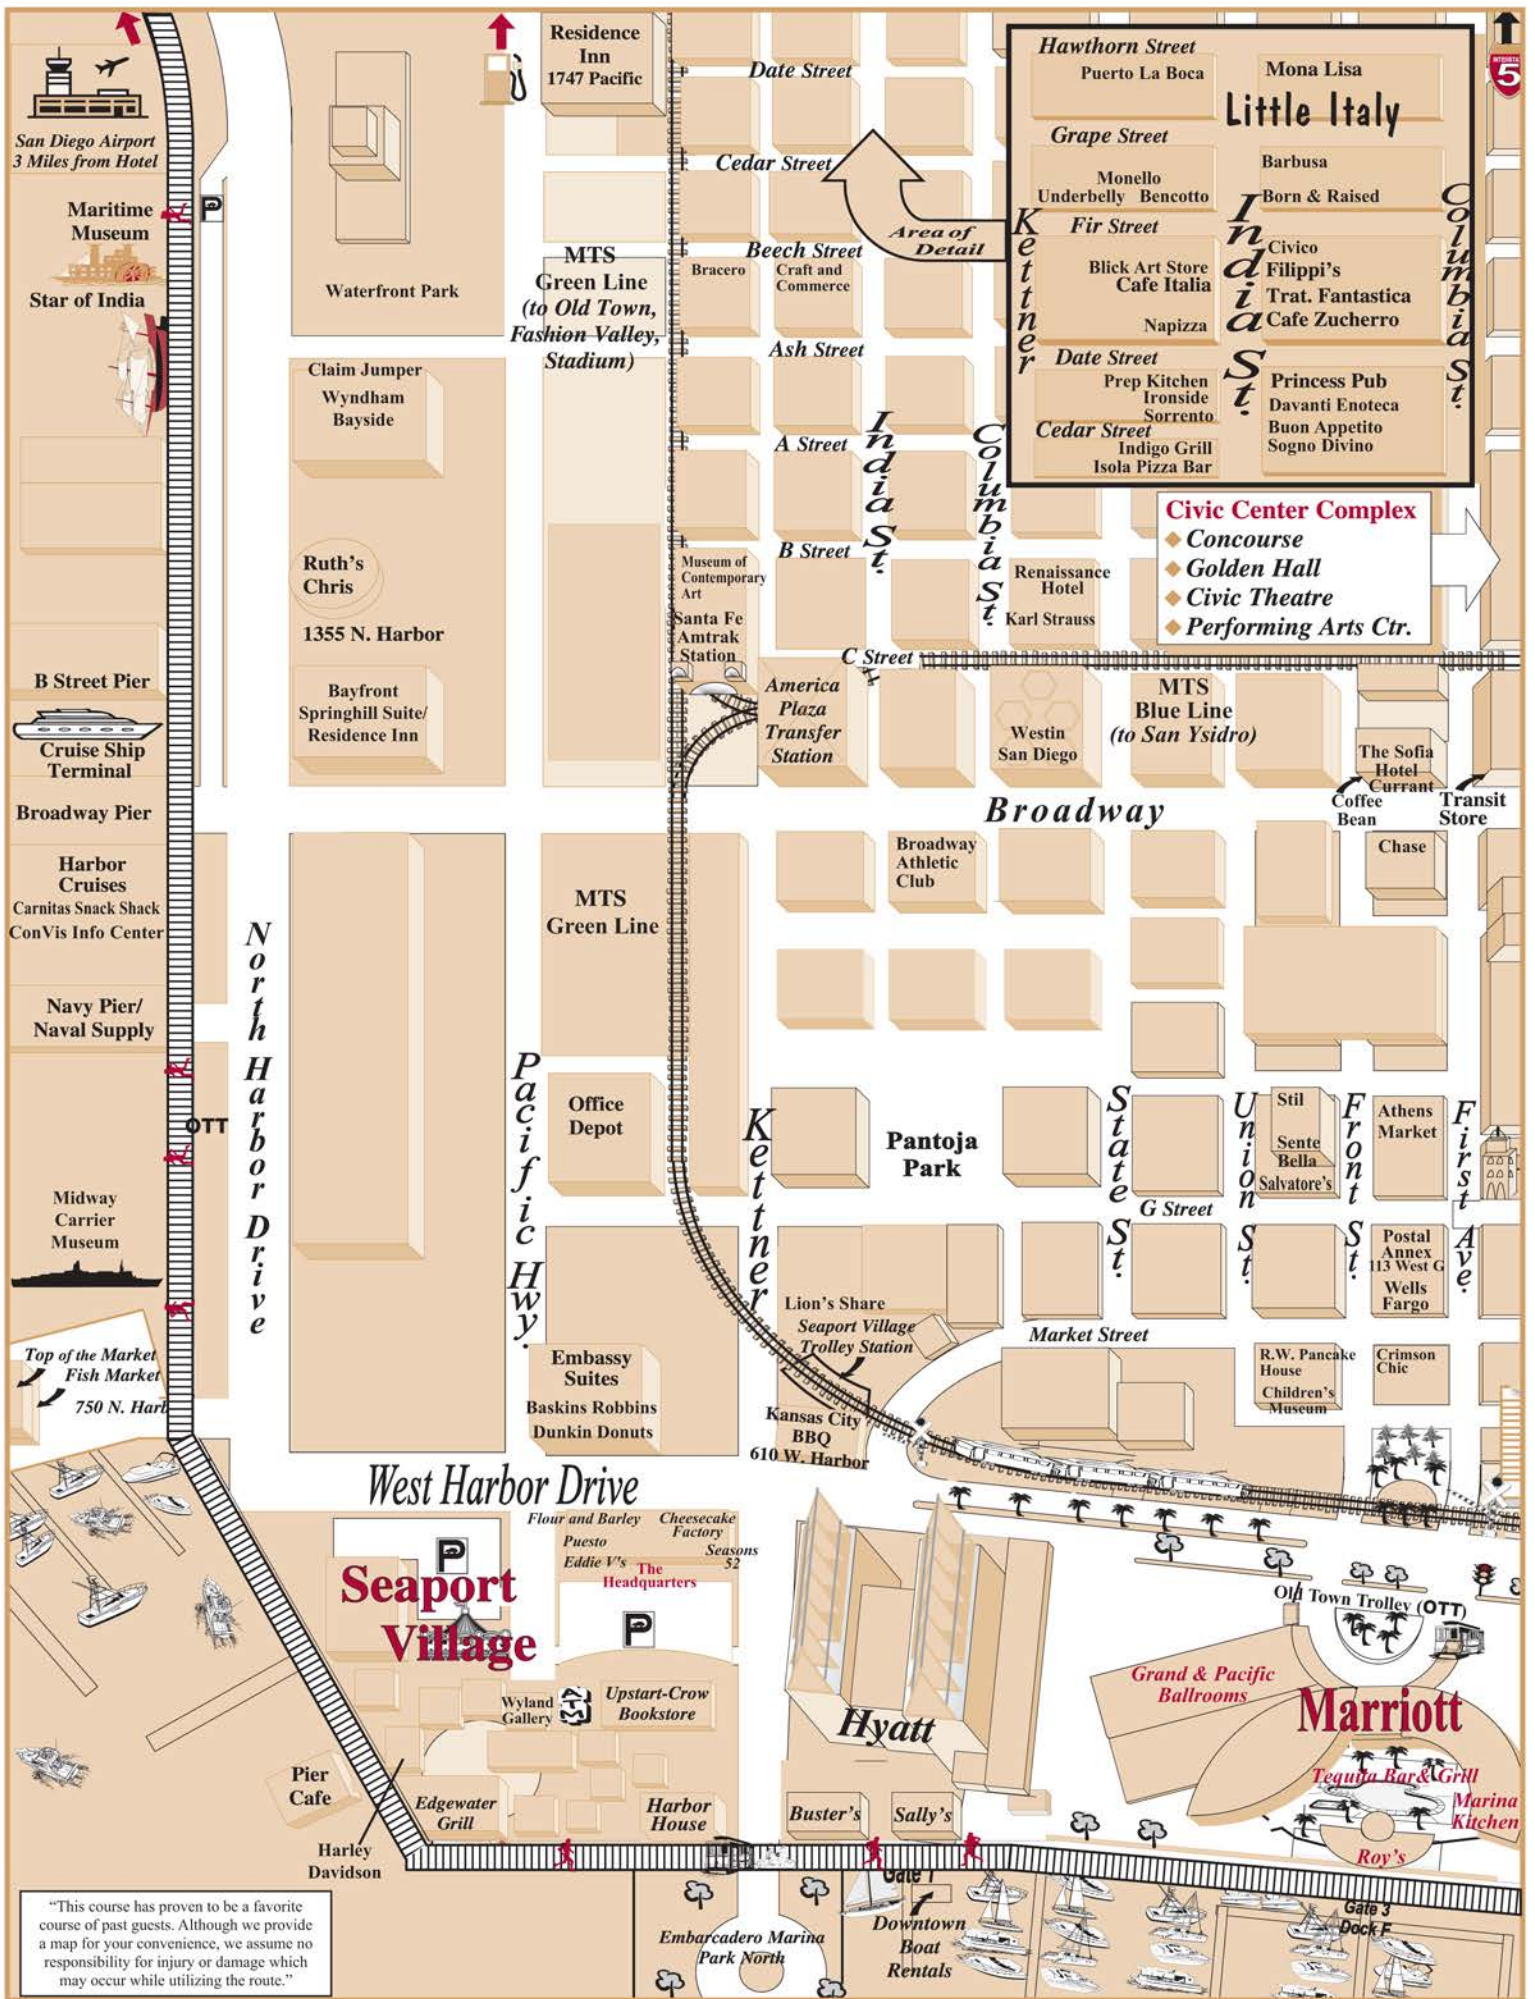 Residence
Inn
1747 Pacific
Date Street
Hawthorn Street
Puerto La Boca
Mona Lisa
Little Italy
Grape Street
Barbusa
Monello
Underbelly Bencotto
Born & Raised
Fir Street
Kettner
India St.
Columbia St.
Civico
Blick Art Store
Filippi's
Cafe Italia
Trat. Fantastica
Napizza
Cafe Zucherro
Date Street
Prep Kitchen
Ironside
Sorrento
Princess Pub
Davanti Enoteca
Buon Appetito
Sogno Divino
Cedar Street
Indigo Grill
Isola Pizza Bar
INTERSTATE
5
San Diego Airport
3 Miles from Hotel
Cedar Street
Area of
Detail
Maritime
Museum
P
Star of India
Waterfront Park
MTS
Green Line
(to Old Town,
Fashion Valley,
Stadium)
Beech Street
Bracero
Craft and
Commerce
Ash Street
Claim Jumper
Wyndham
Bayside
A Street
India St.
Columbia St.
B Street
Civic Center Complex
Concourse
Golden Hall
Civic Theatre
Performing Arts Ctr.
Ruth's
Chris
1355 N. Harbor
Museum of
Contemporary
Art
Santa Fe
Amtrak
Station
Renaissance
Hotel
Karl Strauss
C Street
B Street Pier
Cruise Ship
Terminal
Bayfront
Springhill Suite/
Residence Inn
America
Plaza
Transfer
Station
Westin
San Diego
MTS
Blue Line
(to San Ysidro)
The Sofia
Hotel
Currant
Coffee
Bean
Transit
Store
Broadway Pier
Broadway
Harbor
Cruises
Carnitas Snack Shack
ConVis Info Center
Broadway
Athletic
Club
Chase
MTS
Green Line
North Harbor Drive
Navy Pier/
Naval Supply
OTT
Pacific Hwy.
Office
Depot
Kettner
Pantoja
Park
State St.
Union St.
Stil
Sente
Bella
Salvatore's
Front St.
Athens
Market
First Ave.
G Street
Midway
Carrier
Museum
Postal
Annex
113 West G
Wells
Fargo
Lion's Share
Seaport Village
Trolley Station
Market Street
Top of the Market
Fish Market
750 N. Harb
Embassy
Suites
Baskins Robbins
Dunkin Donuts
R.W. Pancake
House
Children's
Museum
Crimson
Chic
Kansas City
BBQ
610 W. Harbor
West Harbor Drive
Flour and Barley
Puesto
Eddie V's
Cheesecake
Factory
Seasons
52
The
Headquarters
P
P
Seaport
Village
Old Town Trolley (OTT)
Wyland
Gallery
ATM
Upstart-Crow
Bookstore
Hyatt
Grand & Pacific
Ballrooms
Marriott
Tequila Bar & Grill
Marina
Kitchen
Roy's
Pier
Cafe
Edgewater
Grill
Harbor
House
Buster's
Sally's
Harley
Davidson
Gate 1
Downtown
Boat
Rentals
Embarcadero Marina
Park North
Gate 3
Dock F
“This course has proven to be a favorite
course of past guests. Although we provide
a map for your convenience, we assume no
responsibility for injury or damage which
may occur while utilizing the route.”